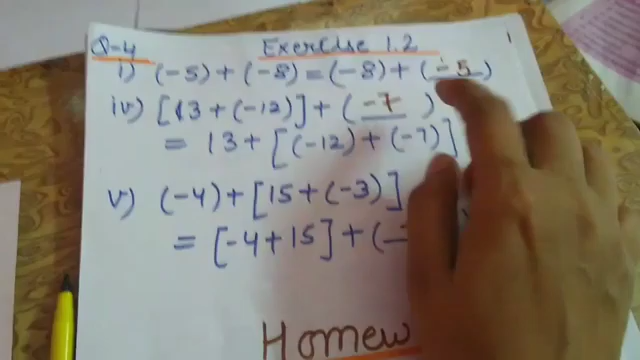 Q-4 Exercise 1.2
i) (-5) + (-8) = (-8) + (-5)
iv) [13 + (-12)] + (-7)
= 13 + [(-12) + (-7)]
v) (-4) + [15 + (-3)]
= [-4 + 15] + (
Homew